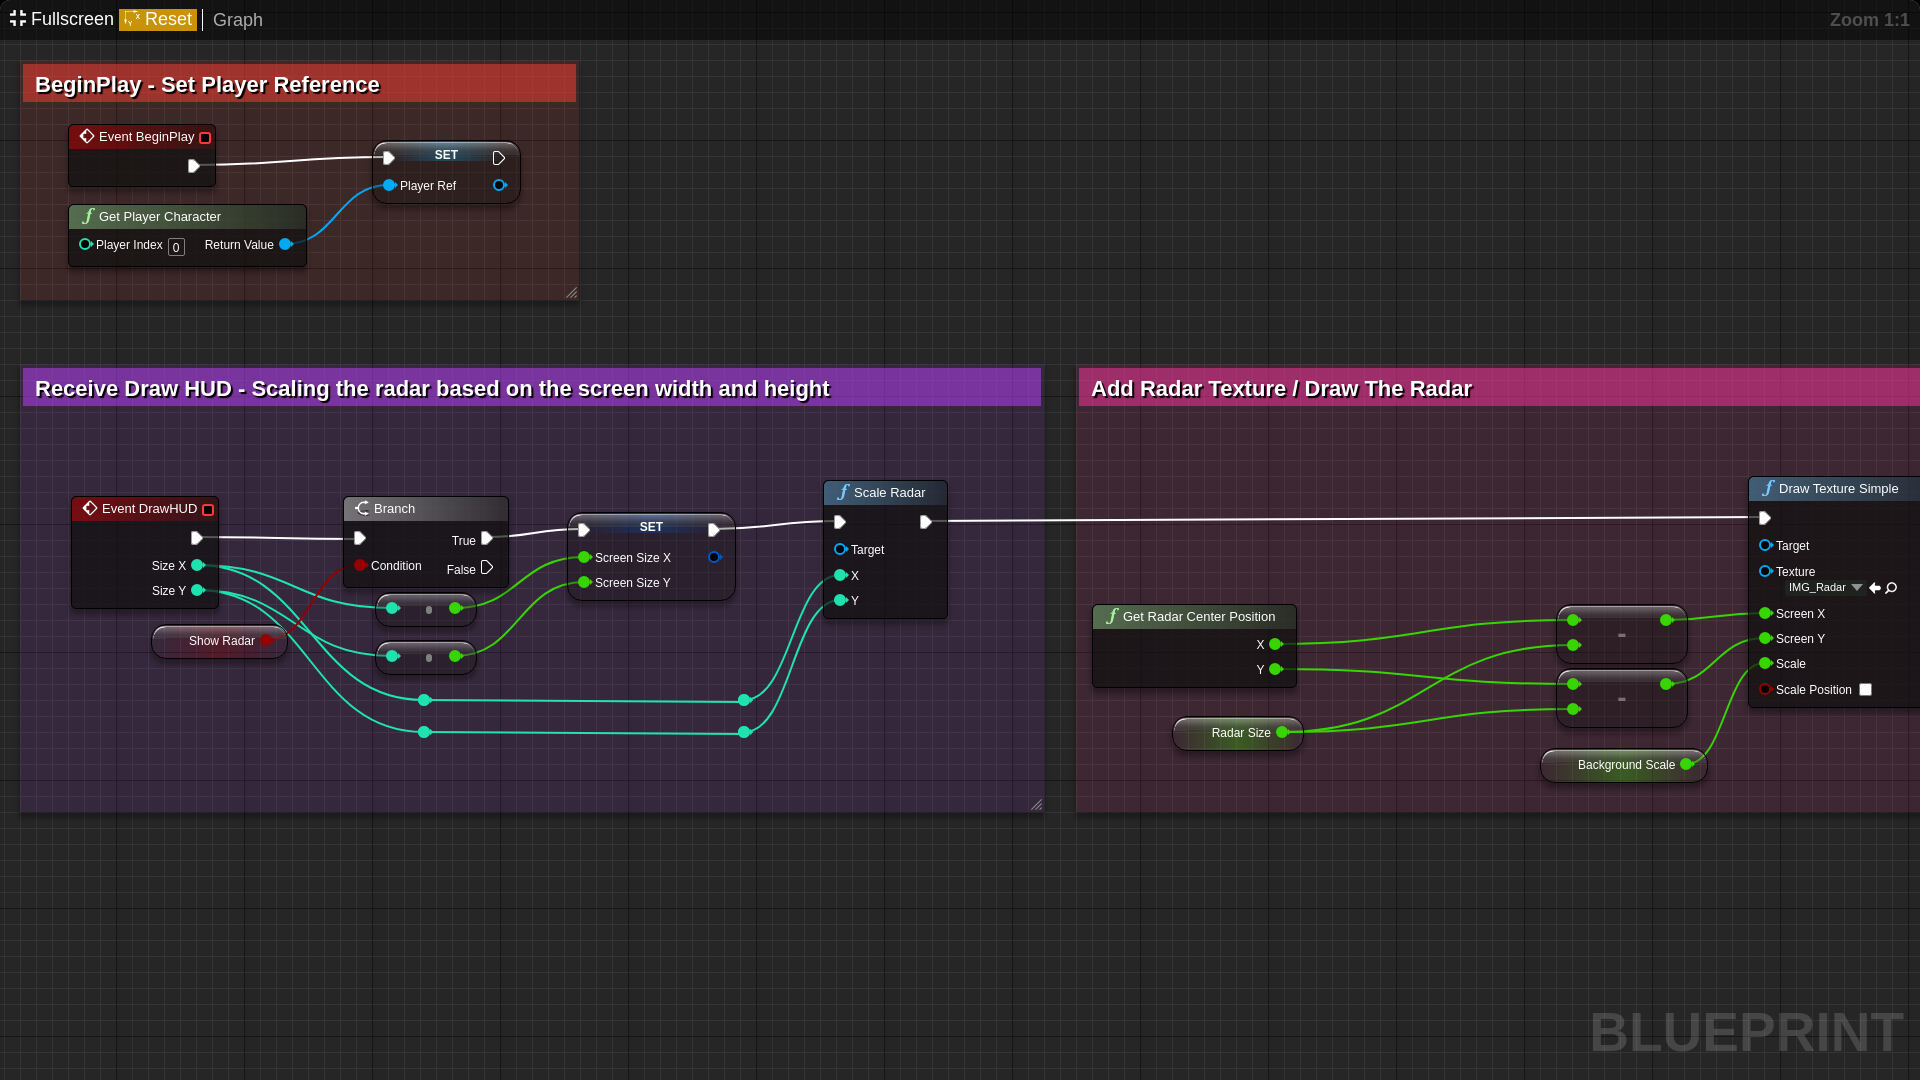 Fullscreen Reset Graph Zoom 1:1
BeginPlay - Set Player Reference
Event BeginPlay
SET
Player Ref
Get Player Character
Player Index 0 Return Value
Receive Draw HUD - Scaling the radar based on the screen width and height
Event DrawHUD
Size X
Size Y
Show Radar
Branch
True
Condition
False
SET
Screen Size X
Screen Size Y
Scale Radar
Target
X
Y
Add Radar Texture / Draw The Radar
Get Radar Center Position
X
Y
Radar Size
-
-
Background Scale
Draw Texture Simple
Target
Texture
IMG_Radar
Screen X
Screen Y
Scale
Scale Position
BLUEPRINT